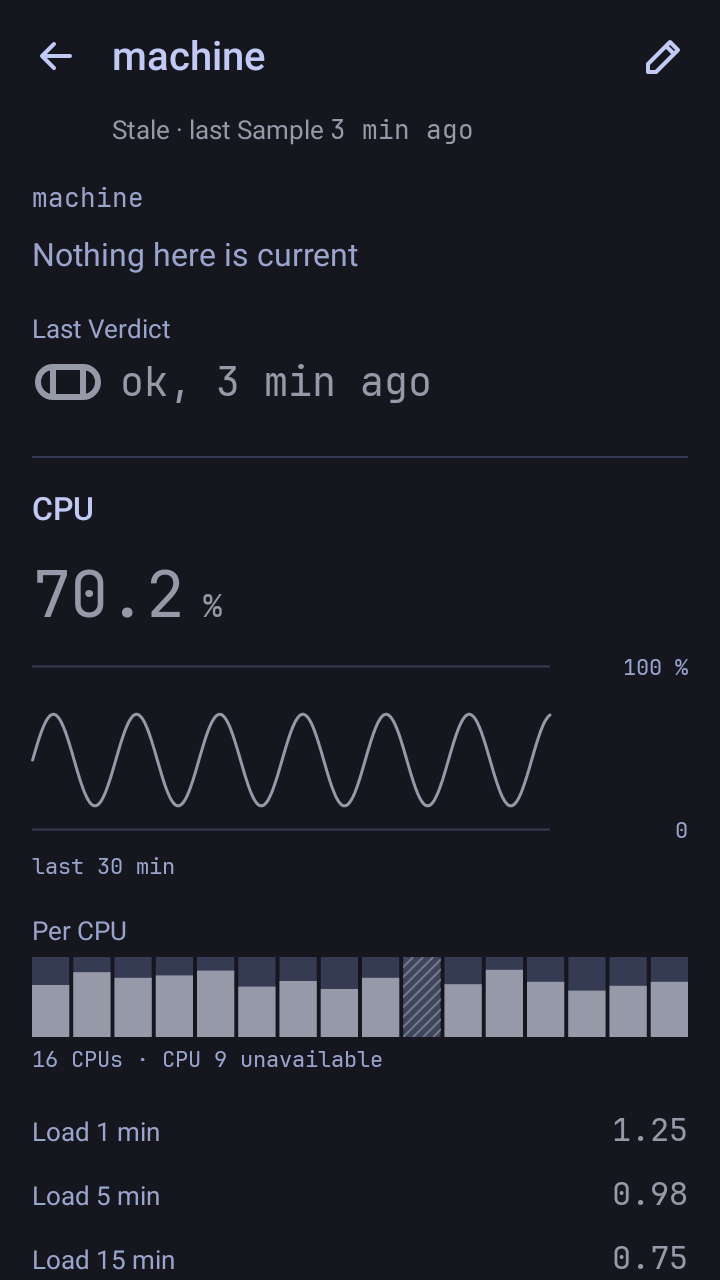 machine
Stale · last Sample 3 min ago
machine
Nothing here is current
Last Verdict
ok, 3 min ago
CPU
70.2 %
100 %
0
last 30 min
Per CPU
16 CPUs · CPU 9 unavailable
Load 1 min 1.25
Load 5 min 0.98
Load 15 min 0.75